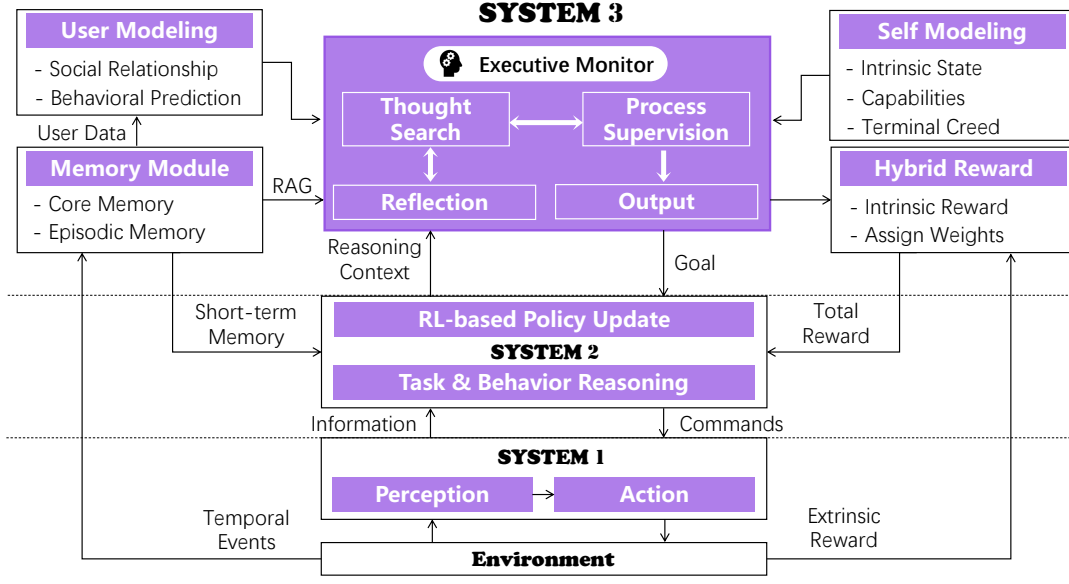 SYSTEM 3
User Modeling
- Social Relationship
- Behavioral Prediction
User Data
Memory Module
- Core Memory
- Episodic Memory
RAG
Executive Monitor
Thought
Search
Process
Supervision
Reflection
Output
Self Modeling
- Intrinsic State
- Capabilities
- Terminal Creed
Hybrid Reward
- Intrinsic Reward
- Assign Weights
Reasoning
Context
Goal
Short-term
Memory
RL-based Policy Update
SYSTEM 2
Task & Behavior Reasoning
Total
Reward
Information
Commands
SYSTEM 1
Perception
Action
Temporal
Events
Extrinsic
Reward
Environment